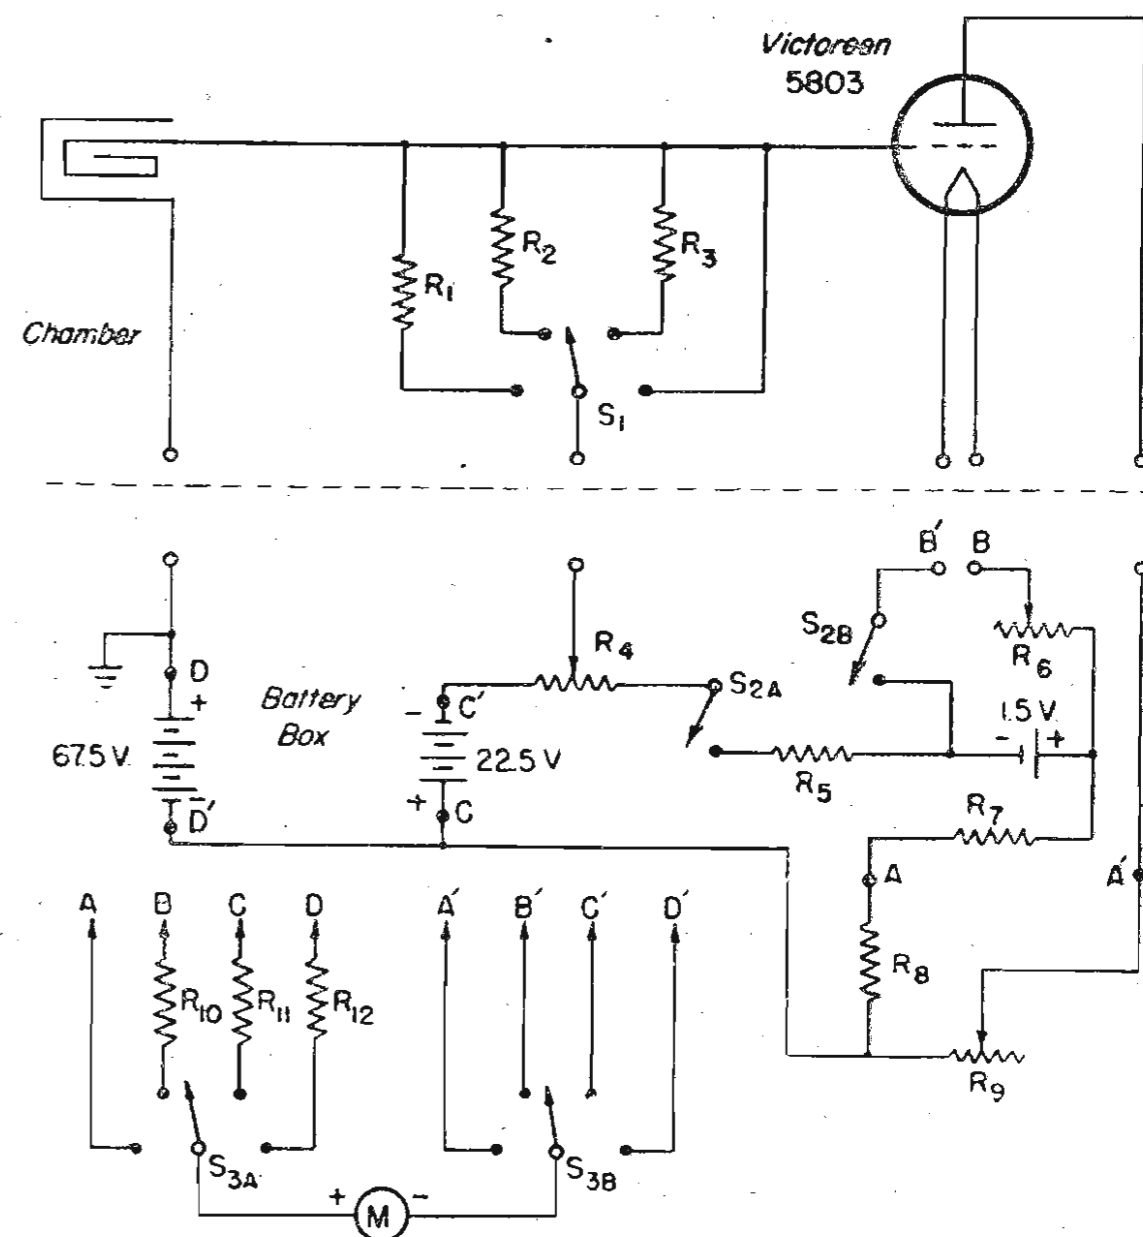 Victoreen
5803
R2
R3
R1
Chamber
S1
B' B
S2B
R4
R6
D
+
C'
S2A
Battery
Box
-
1.5 V
- +
67.5 V
22.5 V
R5
-
D'
+ C
R7
A
A'
A B C D A' B' C' D'
R8
R10 R11 R12
R9
S3A
S3B
+ M -